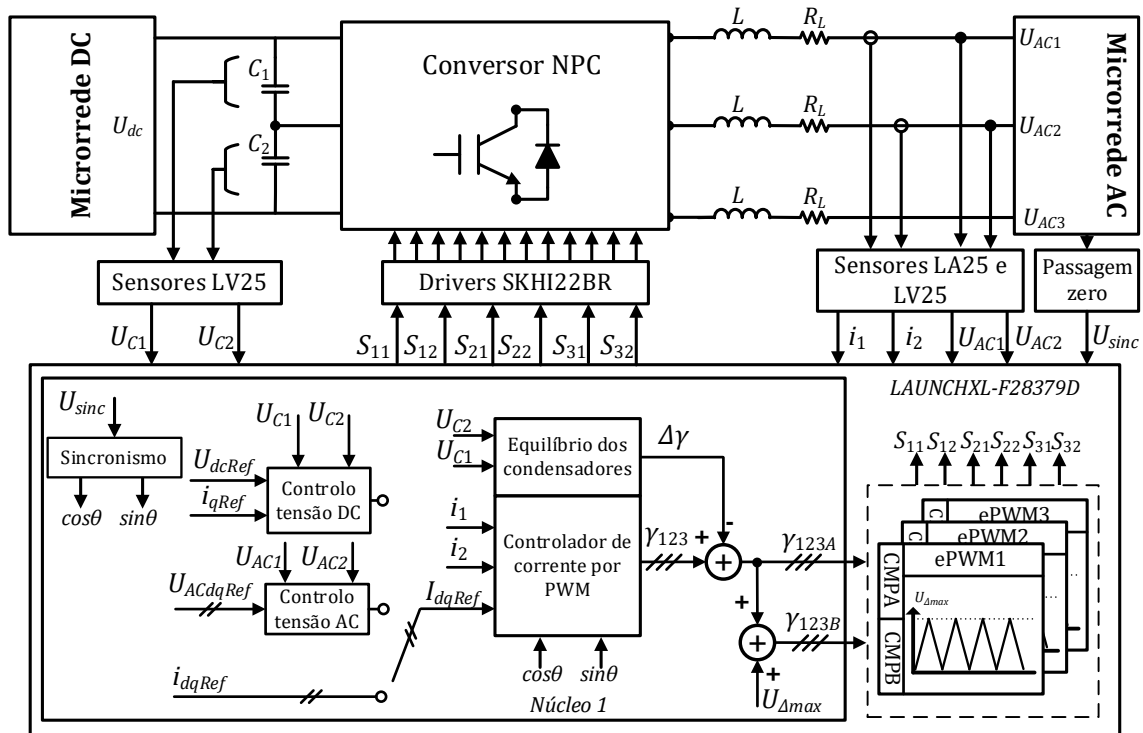 Microrrede DC
U_dc
C_1
C_2
Conversor NPC
L
R_L
L
R_L
L
R_L
U_AC1
U_AC2
U_AC3
Microrrede AC
Sensores LV25
Drivers SKHI22BR
Sensores LA25 e
LV25
Passagem
zero
U_C1
U_C2
S_11
S_12
S_21
S_22
S_31
S_32
i_1
i_2
U_AC1
U_AC2
U_sinc
LAUNCHXL-F28379D
U_sinc
Sincronismo
cosθ
sinθ
U_C1
U_C2
U_dcRef
i_qRef
Controlo
tensão DC
U_AC1
U_AC2
U_ACdqRef
Controlo
tensão AC
i_dqRef
I_dqRef
U_C2
U_C1
Equilíbrio dos
condensadores
i_1
i_2
Controlador de
corrente por
PWM
cosθ
sinθ
Núcleo 1
Δγ
γ_123
+
-
+
γ_123A
+
+
γ_123B
+
U_Δmax
S_11
S_12
S_21
S_22
S_31
S_32
C
ePWM3
C
ePWM2
ePWM1
CMPA
CMPB
U_Δmax
...
...